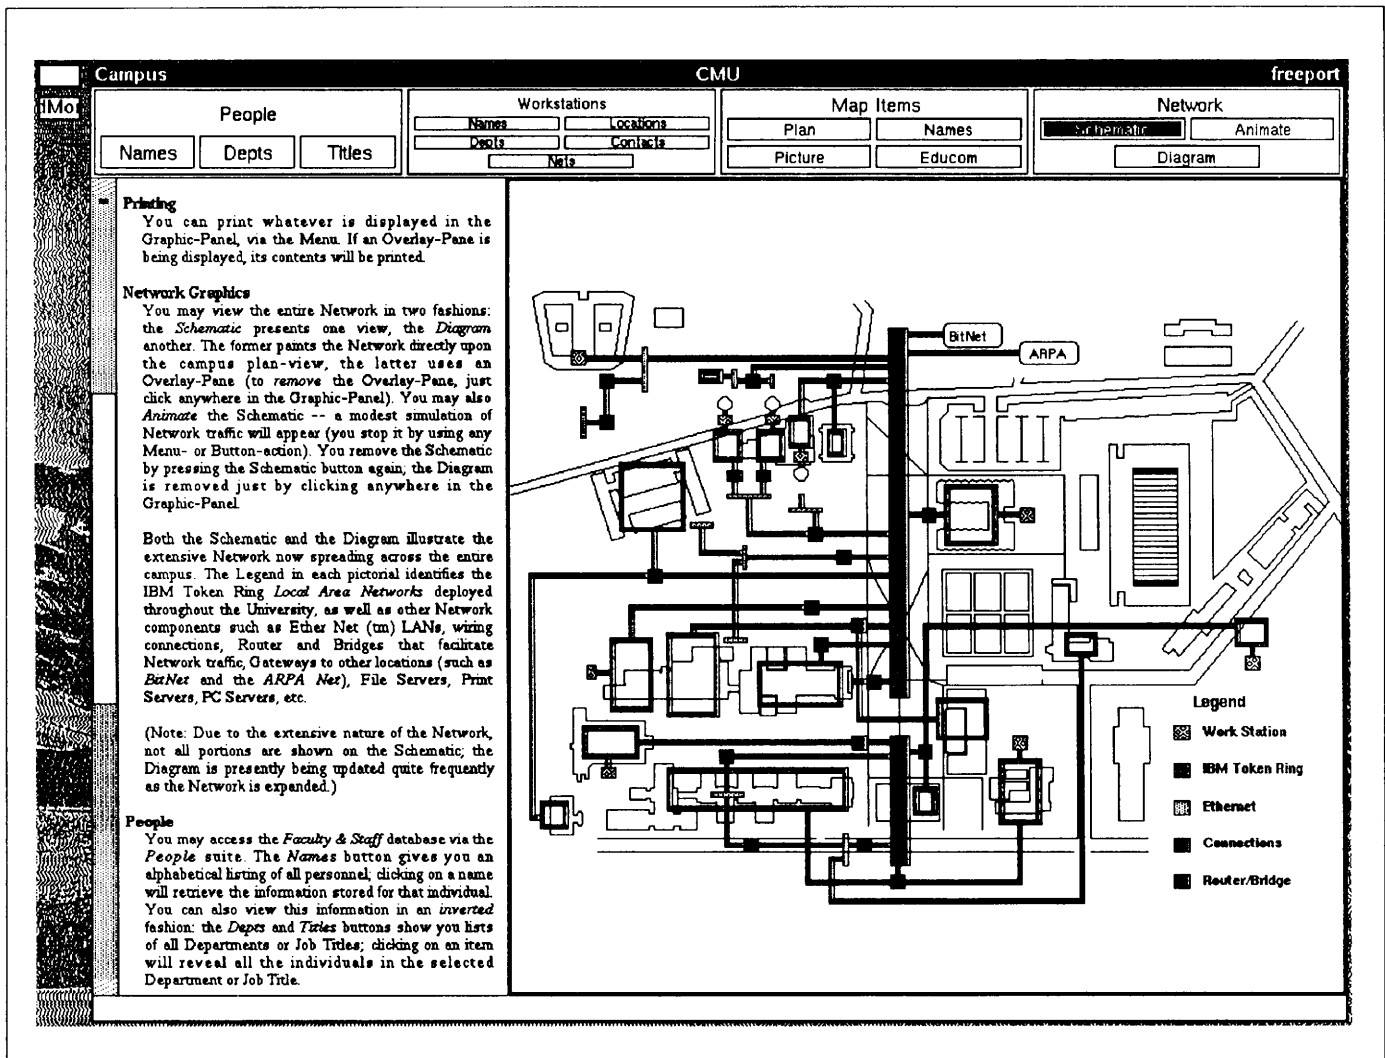 Campus CMU freeport
People
Names Depts Titles
Workstations
Names Locations
Depts Contacts
Nets
Map Items
Plan Names
Picture Educom
Network
Schematic Animate
Diagram
Printing
You can print whatever is displayed in the
Graphic-Panel, via the Menu. If an Overlay-Pane is
being displayed, its contents will be printed.
Network Graphics
You may view the entire Network in two fashions:
the Schematic presents one view, the Diagram
another. The former paints the Network directly upon
the campus plan-view, the latter uses an
Overlay-Pane (to remove the Overlay-Pane, just
click anywhere in the Graphic-Panel). You may also
Animate the Schematic -- a modest simulation of
Network traffic will appear (you stop it by using any
Menu- or Button-action). You remove the Schematic
by pressing the Schematic button again; the Diagram
is removed just by clicking anywhere in the
Graphic-Panel.
Both the Schematic and the Diagram illustrate the
extensive Network now spreading across the entire
campus. The Legend in each pictorial identifies the
IBM Token Ring Local Area Networks deployed
throughout the University, as well as other Network
components such as Ether Net (tm) LANs, wiring
connections, Router and Bridges that facilitate
Network traffic, Gateways to other locations (such as
BitNet and the ARPA Net), File Servers, Print
Servers, PC Servers, etc.
(Note: Due to the extensive nature of the Network,
not all portions are shown on the Schematic; the
Diagram is presently being updated quite frequently
as the Network is expanded.)
People
You may access the Faculty & Staff database via the
People suite. The Names button gives you an
alphabetical listing of all personnel; clicking on a name
will retrieve the information stored for that individual.
You can also view this information in an inverted
fashion: the Depts and Titles buttons show you lists
of all Departments or Job Titles; clicking on an item
will reveal all the individuals in the selected
Department or Job Title.
BitNet
ARPA
Legend
Work Station
IBM Token Ring
Ethernet
Connections
Router/Bridge